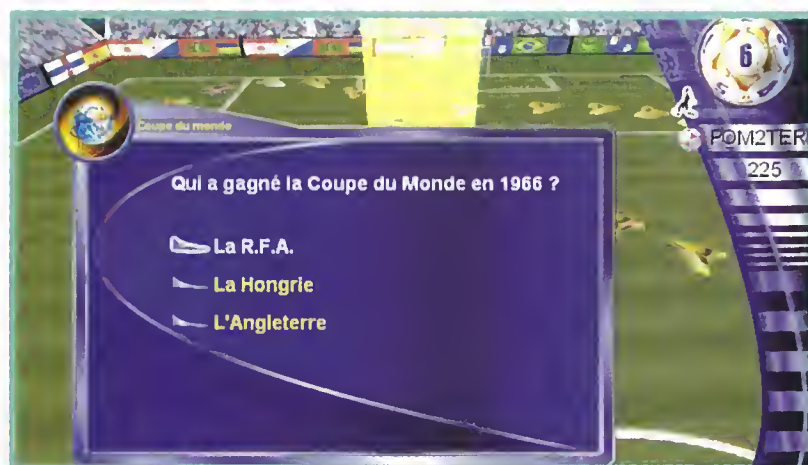 6
Coupe du monde
POM2TER
225
Qui a gagné la Coupe du Monde en 1966 ?
La R.F.A.
La Hongrie
L'Angleterre